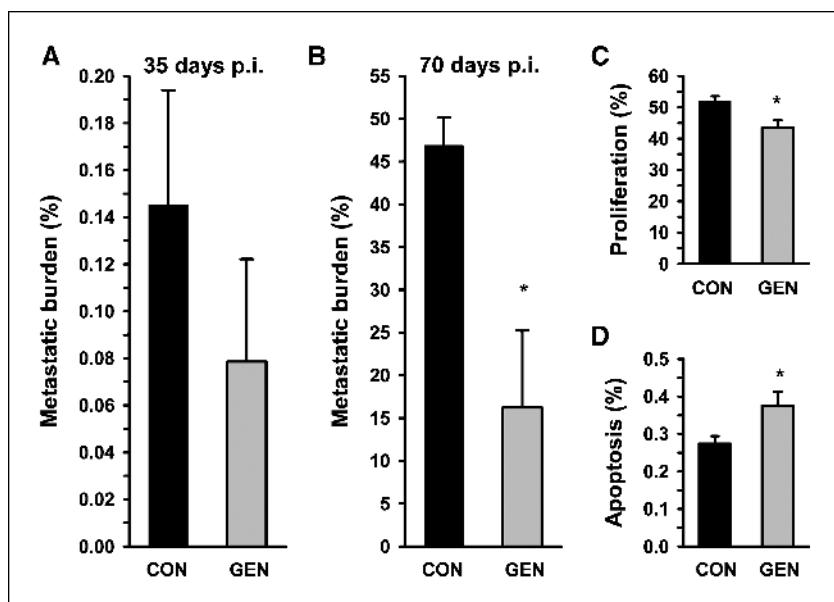 A
35 days p.i.
Metastatic burden (%)
0.20
0.18
0.16
0.14
0.12
0.10
0.08
0.06
0.04
0.02
0.00
CON GEN
B
70 days p.i.
Metastatic burden (%)
55
50
45
40
35
30
25
20
15
10
5
0
*
CON GEN
C
Proliferation (%)
60
50
40
30
20
10
0
*
CON GEN
D
Apoptosis (%)
0.5
0.4
0.3
0.2
0.1
0.0
*
CON GEN